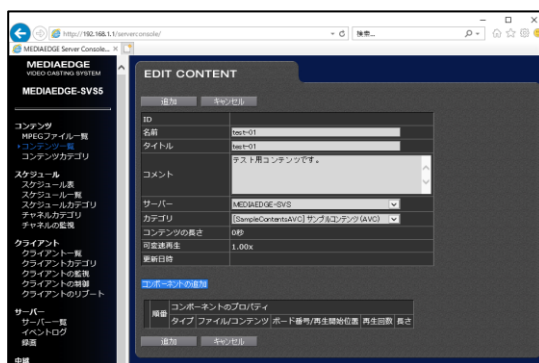 http://192.168.1.1/serverconsole/
検索...
MEDIAEDGE Server Console...
MEDIAEDGE
VIDEO CASTING SYSTEM
MEDIAEDGE-SVS5
コンテンツ
MPEGファイル一覧
コンテンツ一覧
コンテンツカテゴリ
スケジュール
スケジュール表
スケジュール一覧
スケジュールカテゴリ
チャネルカテゴリ
チャネルの監視
クライアント
クライアント一覧
クライアントカテゴリ
クライアントの監視
クライアントの制御
クライアントのリブート
サーバー
サーバー一覧
イベントログ
録画
中継
EDIT CONTENT
追加 キャンセル
ID
名前 test-01
タイトル test-01
コメント テスト用コンテンツです。
サーバー MEDIAEDGE-SVS
カテゴリ [SampleContentsAVC] サンプルコンテンツ(AVC)
コンテンツの長さ 0秒
可変速再生 1.00x
更新日時
コンポーネントの追加
順番 コンポーネントのプロパティ
タイプ ファイル/コンテンツ ボード番号/再生開始位置 再生回数 長さ
追加 キャンセル